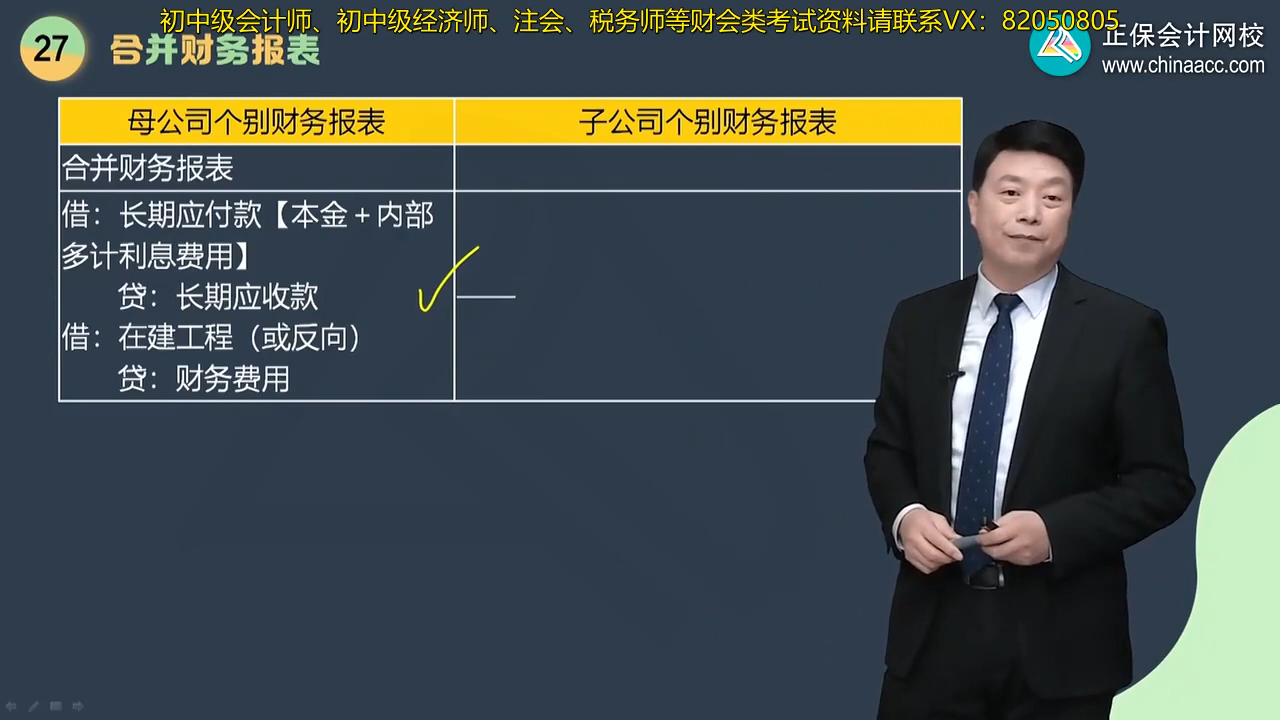 初中级会计师、初中级经济师、注会、税务师等财会类考试资料请联系VX：82050805
27
合并财务报表
正保会计网校
www.chinaacc.com
母公司个别财务报表
子公司个别财务报表
合并财务报表
借：长期应付款【本金＋内部
多计利息费用】
贷：长期应收款
——
借：在建工程（或反向）
贷：财务费用